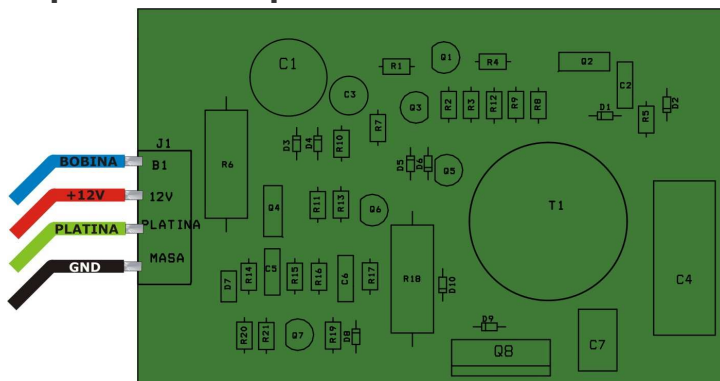 C1
R1
Q1
R4
Q2
C2
C3
Q3
R2
R3
R12
R9
R8
D1
R5
D2
R7
D3
D4
R10
J1
BOBINA
B1
R6
D5
D6
Q5
+12V
12V
Q4
R11
R13
Q6
T1
PLATINA
PLATINA
GND
MASA
D7
R14
C5
R15
R16
C6
R17
R18
D10
C4
R20
R21
Q7
R19
D8
D9
Q8
C7